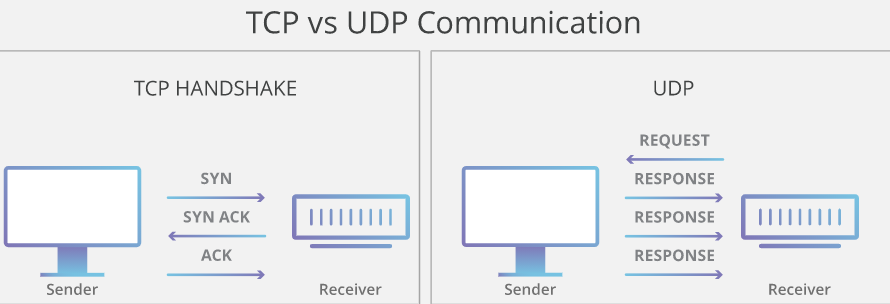 TCP vs UDP Communication
TCP HANDSHAKE
SYN
SYN ACK
ACK
Sender
Receiver
UDP
REQUEST
RESPONSE
RESPONSE
RESPONSE
Sender
Receiver